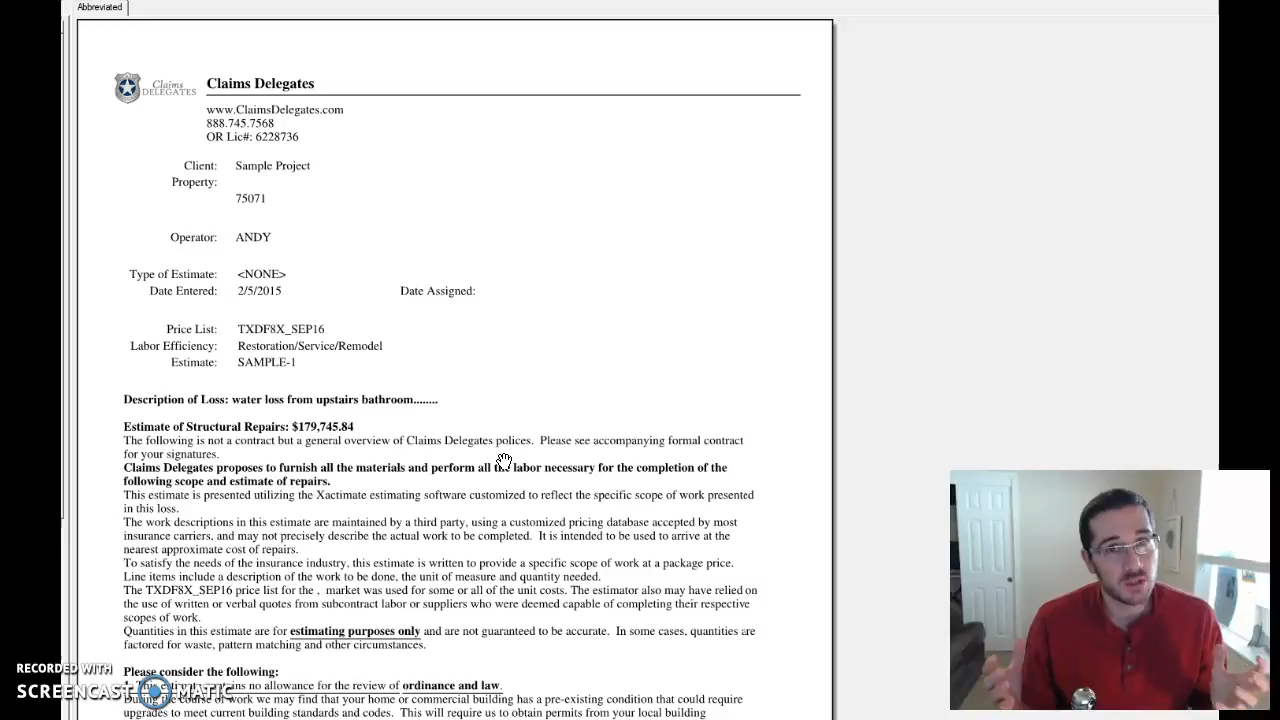 Abbreviated
Claims
DELEGATES
Claims Delegates
www.ClaimsDelegates.com
888.745.7568
OR Lic#: 6228736
Client: Sample Project
Property:
75071
Operator: ANDY
Type of Estimate: <NONE>
Date Entered: 2/5/2015 Date Assigned:
Price List: TXDF8X_SEP16
Labor Efficiency: Restoration/Service/Remodel
Estimate: SAMPLE-1
Description of Loss: water loss from upstairs bathroom........
Estimate of Structural Repairs: $179,745.84
The following is not a contract but a general overview of Claims Delegates polices. Please see accompanying formal contract
for your signatures.
Claims Delegates proposes to furnish all the materials and perform all the labor necessary for the completion of the
following scope and estimate of repairs.
This estimate is presented utilizing the Xactimate estimating software customized to reflect the specific scope of work presented
in this loss.
The work descriptions in this estimate are maintained by a third party, using a customized pricing database accepted by most
insurance carriers, and may not precisely describe the actual work to be completed. It is intended to be used to arrive at the
nearest approximate cost of repairs.
To satisfy the needs of the insurance industry, this estimate is written to provide a specific scope of work at a package price.
Line items include a description of the work to be done, the unit of measure and quantity needed.
The TXDF8X_SEP16 price list for the , market was used for some or all of the unit costs. The estimator also may have relied on
the use of written or verbal quotes from subcontract labor or suppliers who were deemed capable of completing their respective
scopes of work.
Quantities in this estimate are for estimating purposes only and are not guaranteed to be accurate. In some cases, quantities are
factored for waste, pattern matching and other circumstances.
Please consider the following:
estimate contains no allowance for the review of ordinance and law.
During the course of work we may find that your home or commercial building has a pre-existing condition that could require
upgrades to meet current building standards and codes. This will require us to obtain permits from your local building
RECORDED WITH
SCREENCAST MATIC